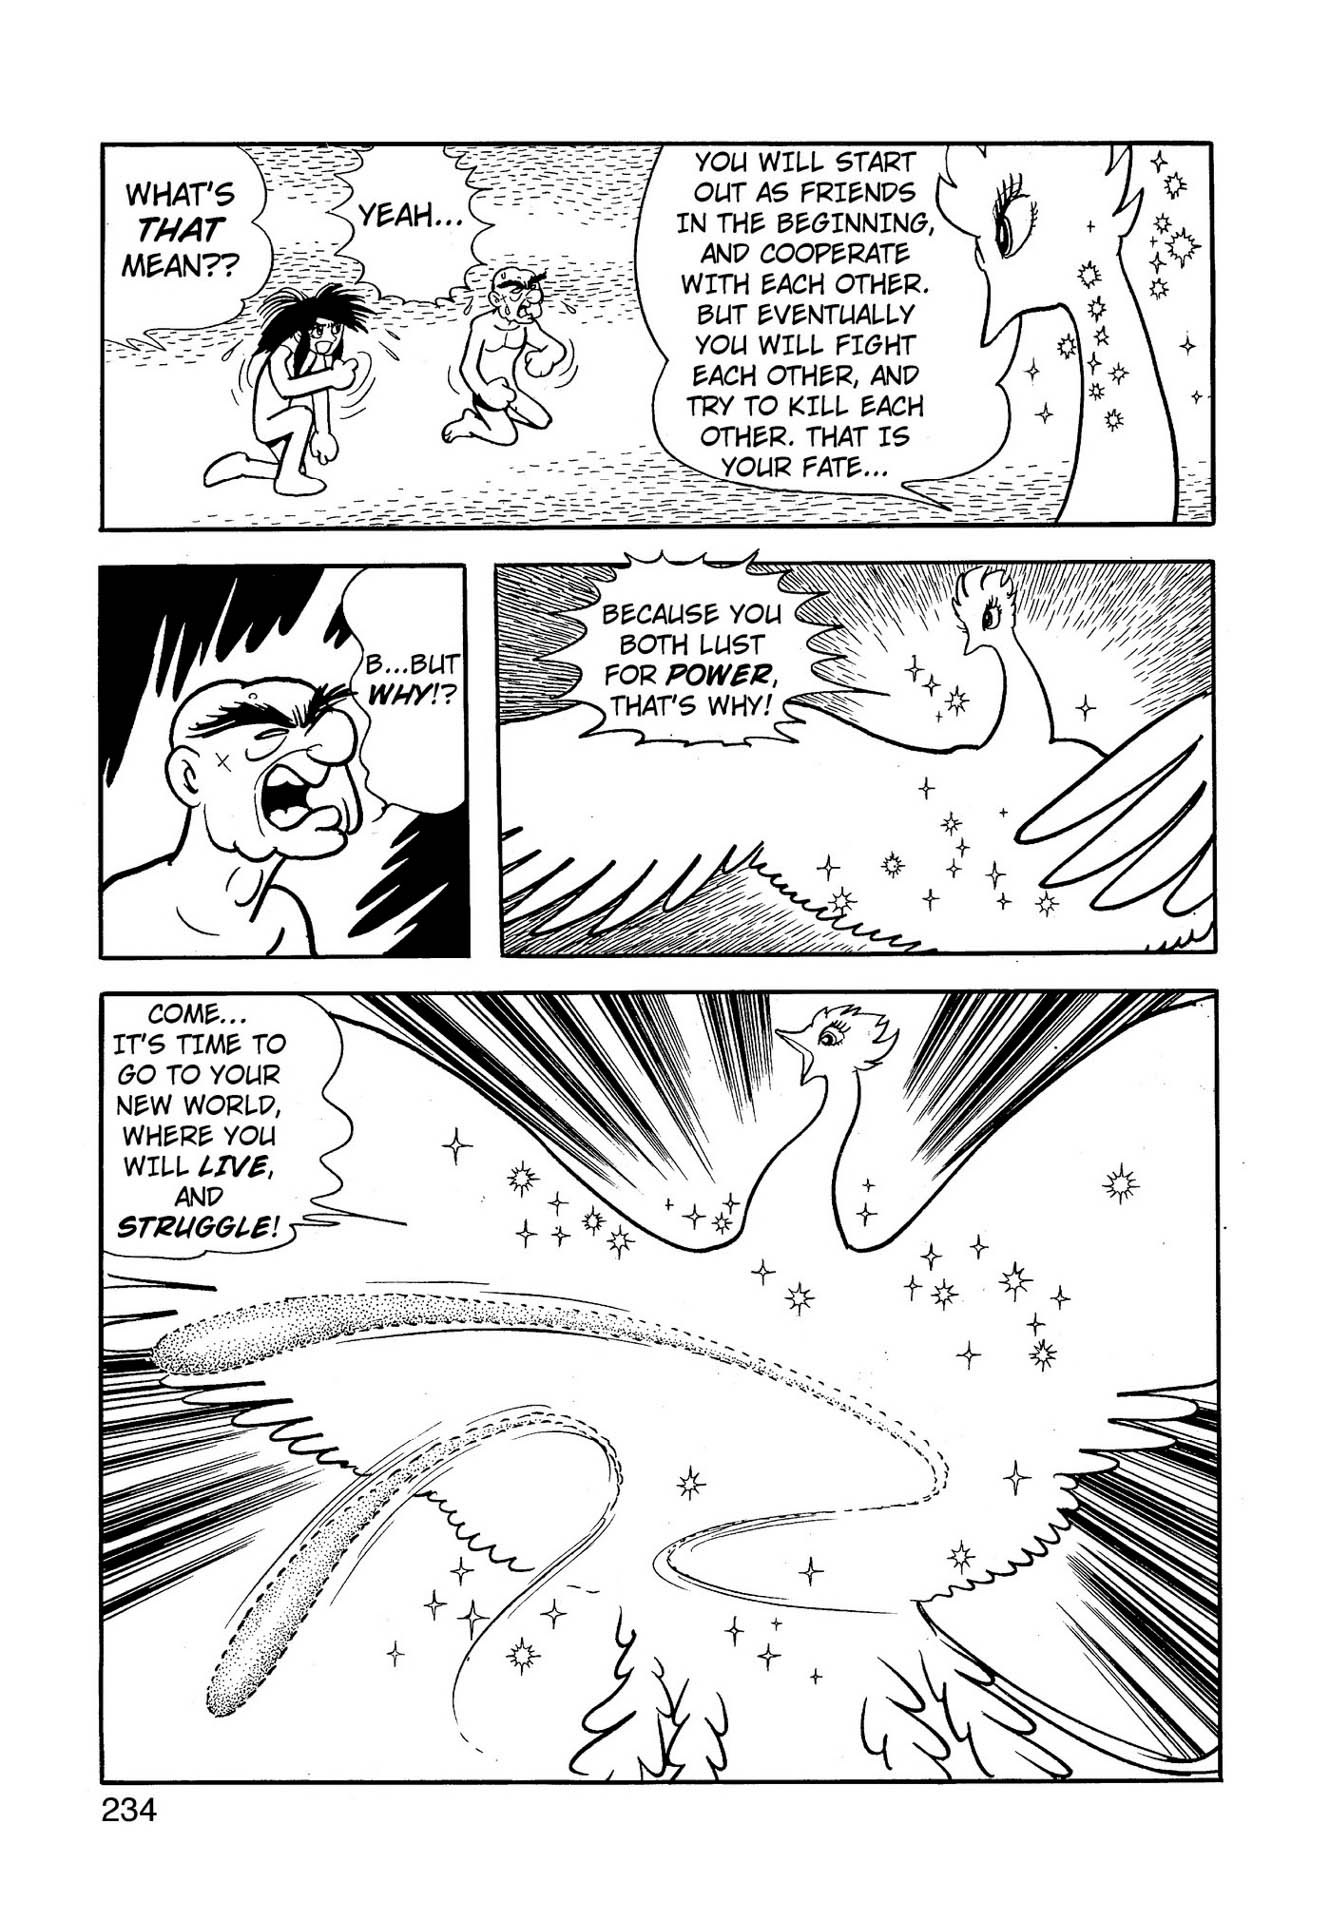 WHAT'S
THAT
MEAN??
YEAH...
YOU WILL START
OUT AS FRIENDS
IN THE BEGINNING,
AND COOPERATE
WITH EACH OTHER.
BUT EVENTUALLY
YOU WILL FIGHT
EACH OTHER, AND
TRY TO KILL EACH
OTHER. THAT IS
YOUR FATE...
B...BUT
WHY!?
BECAUSE YOU
BOTH LUST
FOR POWER,
THAT'S WHY!
COME...
IT'S TIME TO
GO TO YOUR
NEW WORLD,
WHERE YOU
WILL LIVE,
AND
STRUGGLE!
234